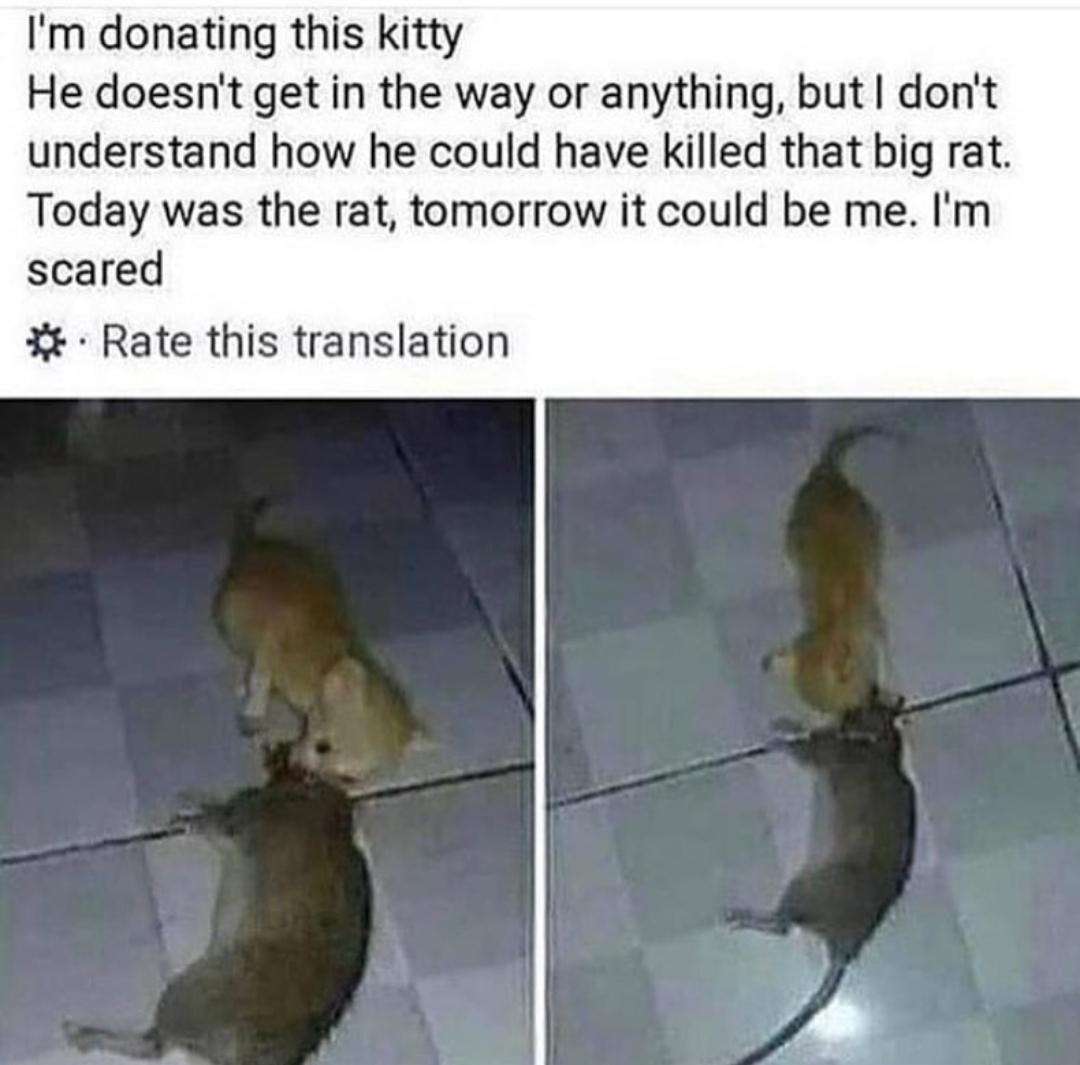 I'm donating this kitty
He doesn't get in the way or anything, but I don't
understand how he could have killed that big rat.
Today was the rat, tomorrow it could be me. I'm
scared
· Rate this translation